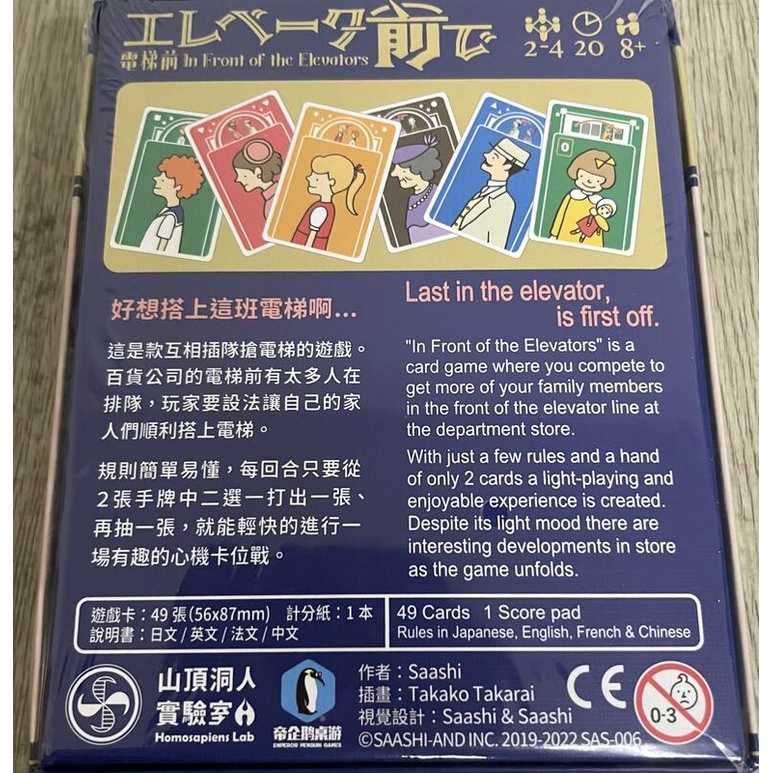 エレベータ前で
電梯前 In Front of the Elevators
2-4 20 8+
0
好想搭上這班電梯啊...
這是款互相插隊搶電梯的遊戲。
百貨公司的電梯前有太多人在
排隊，玩家要設法讓自己的家
人們順利搭上電梯。
規則簡單易懂，每回合只要從
2張手牌中二選一打出一張、
再抽一張，就能輕快的進行一
場有趣的心機卡位戰。
Last in the elevator,
is first off.
"In Front of the Elevators" is a
card game where you compete to
get more of your family members
in the front of the elevator line at
the department store.
With just a few rules and a hand
of only 2 cards a light-playing and
enjoyable experience is created.
Despite its light mood there are
interesting developments in store
as the game unfolds.
遊戲卡：49 張(56x87mm) 計分紙：1 本
說明書：日文 / 英文 / 法文 / 中文
49 Cards 1 Score pad
Rules in Japanese, English, French & Chinese
山頂洞人
實驗室
Homosapiens Lab
帝企鵝桌游
EMPEROR PENGUIN GAMES
作者：Saashi
插畫：Takako Takarai
視覺設計：Saashi & Saashi
©SAASHI-AND INC. 2019-2022 SAS-006
CE
0-3